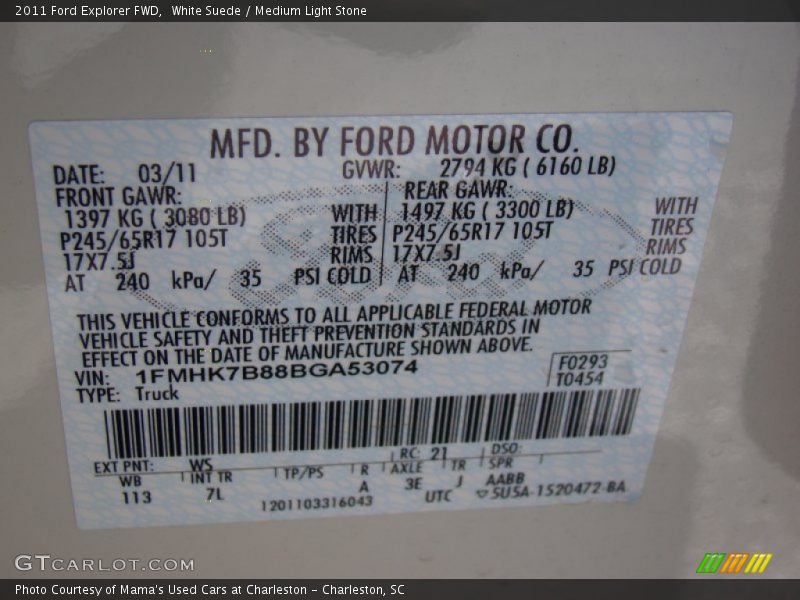 2011 Ford Explorer FWD,  White Suede / Medium Light Stone
MFD. BY FORD MOTOR CO.
DATE: 03/11 GVWR: 2794 KG ( 6160 LB)
FRONT GAWR: REAR GAWR:
1397 KG ( 3080 LB) WITH 1497 KG ( 3300 LB) WITH
P245/65R17 105T TIRES P245/65R17 105T TIRES
17X7.5J RIMS 17X7.5J RIMS
AT 240 kPa/ 35 PSI COLD AT 240 kPa/ 35 PSI COLD
THIS VEHICLE CONFORMS TO ALL APPLICABLE FEDERAL MOTOR
VEHICLE SAFETY AND THEFT PREVENTION STANDARDS IN
EFFECT ON THE DATE OF MANUFACTURE SHOWN ABOVE.
VIN: 1FMHK7B88BGA53074 F0293
TYPE: Truck T0454
EXT PNT: WS RC: 21 DSO:
WB INT TR TP/PS R AXLE TR SPR
113 7L A 3E J AABB
1201103316043 UTC ▽SU5A-1520472-BA
GTCARLOT.COM
Photo Courtesy of Mama's Used Cars at Charleston – Charleston, SC